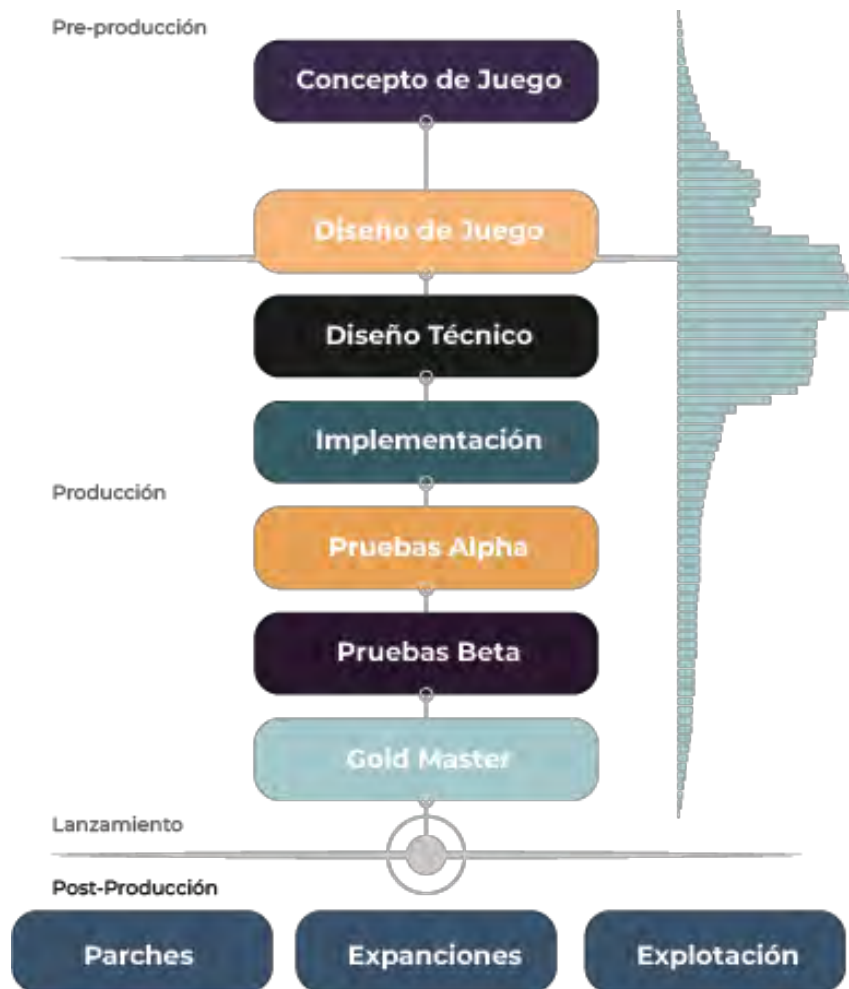 Pre-producción
Concepto de Juego
Diseño de Juego
Diseño Técnico
Implementación
Producción
Pruebas Alpha
Pruebas Beta
Gold Master
Lanzamiento
Post-Producción
Parches
Expanciones
Explotación